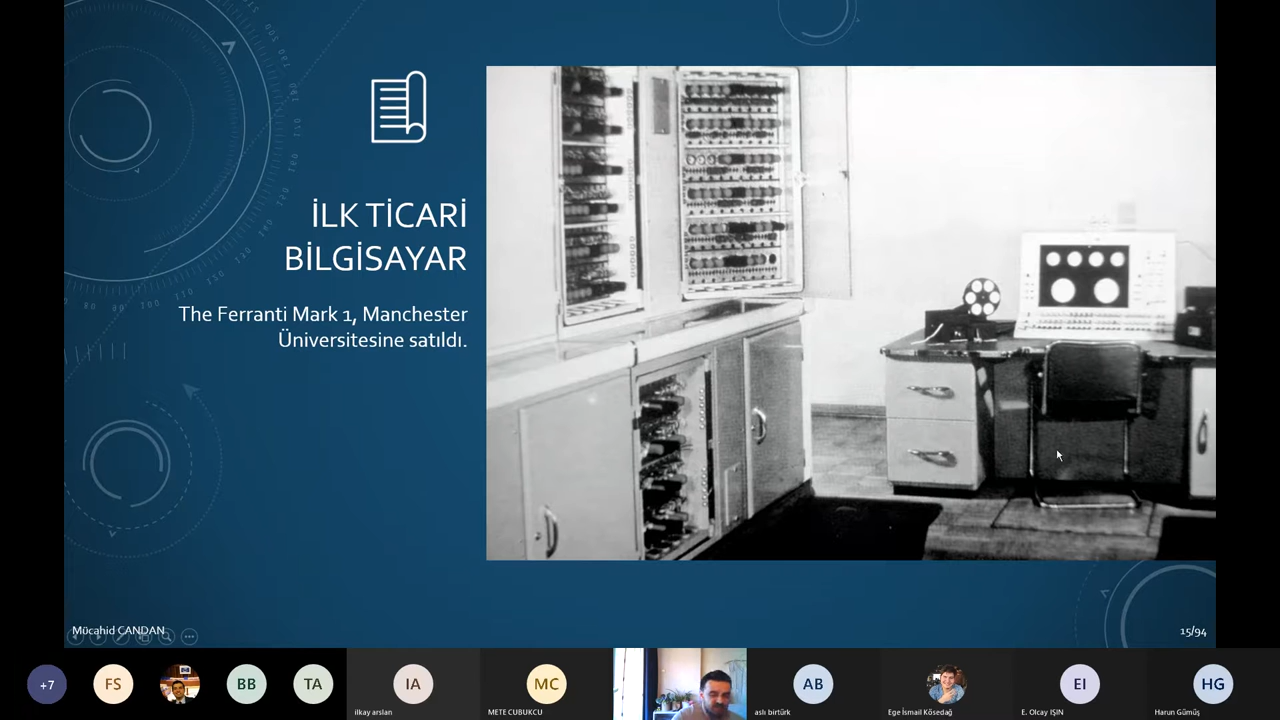 İLK TİCARİ
BİLGİSAYAR
The Ferranti Mark 1, Manchester
Üniversitesine satıldı.
Mücahid CANDAN
15/94
+7
FS
BB
TA
IA
MC
AB
EI
HG
ilkay arslan
METE CUBUKCU
aslı birtürk
Ege İsmail Kösedağ
E. Olcay IŞIN
Harun Gümüş